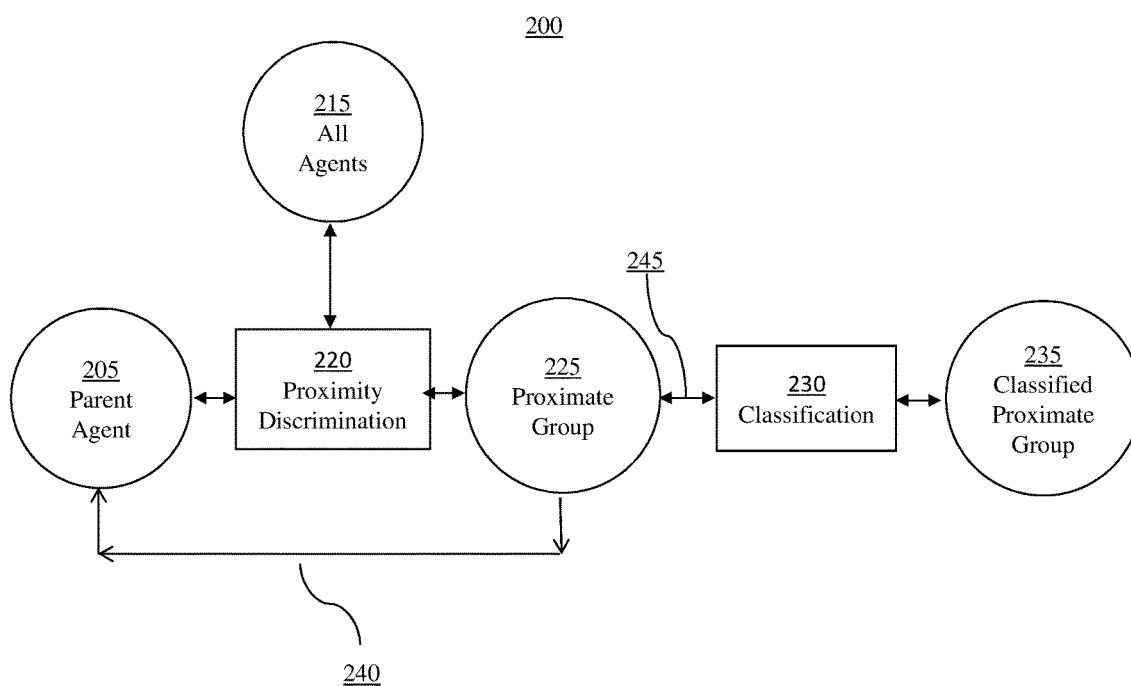 200
215
All
Agents
245
205
Parent
Agent
220
Proximity
Discrimination
225
Proximate
Group
230
Classification
235
Classified
Proximate
Group
240